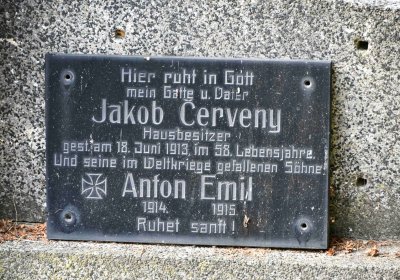 Hier ruht in Gott
mein Gatte u. Vater
Jakob Červeny
Hausbesitzer
gest. am 18. Juni 1913, im 58. Lebensjahre.
Und seine im Weltkriege gefallenen Söhne:
Anton Emil
1914. 1915.
Ruhet sanft!